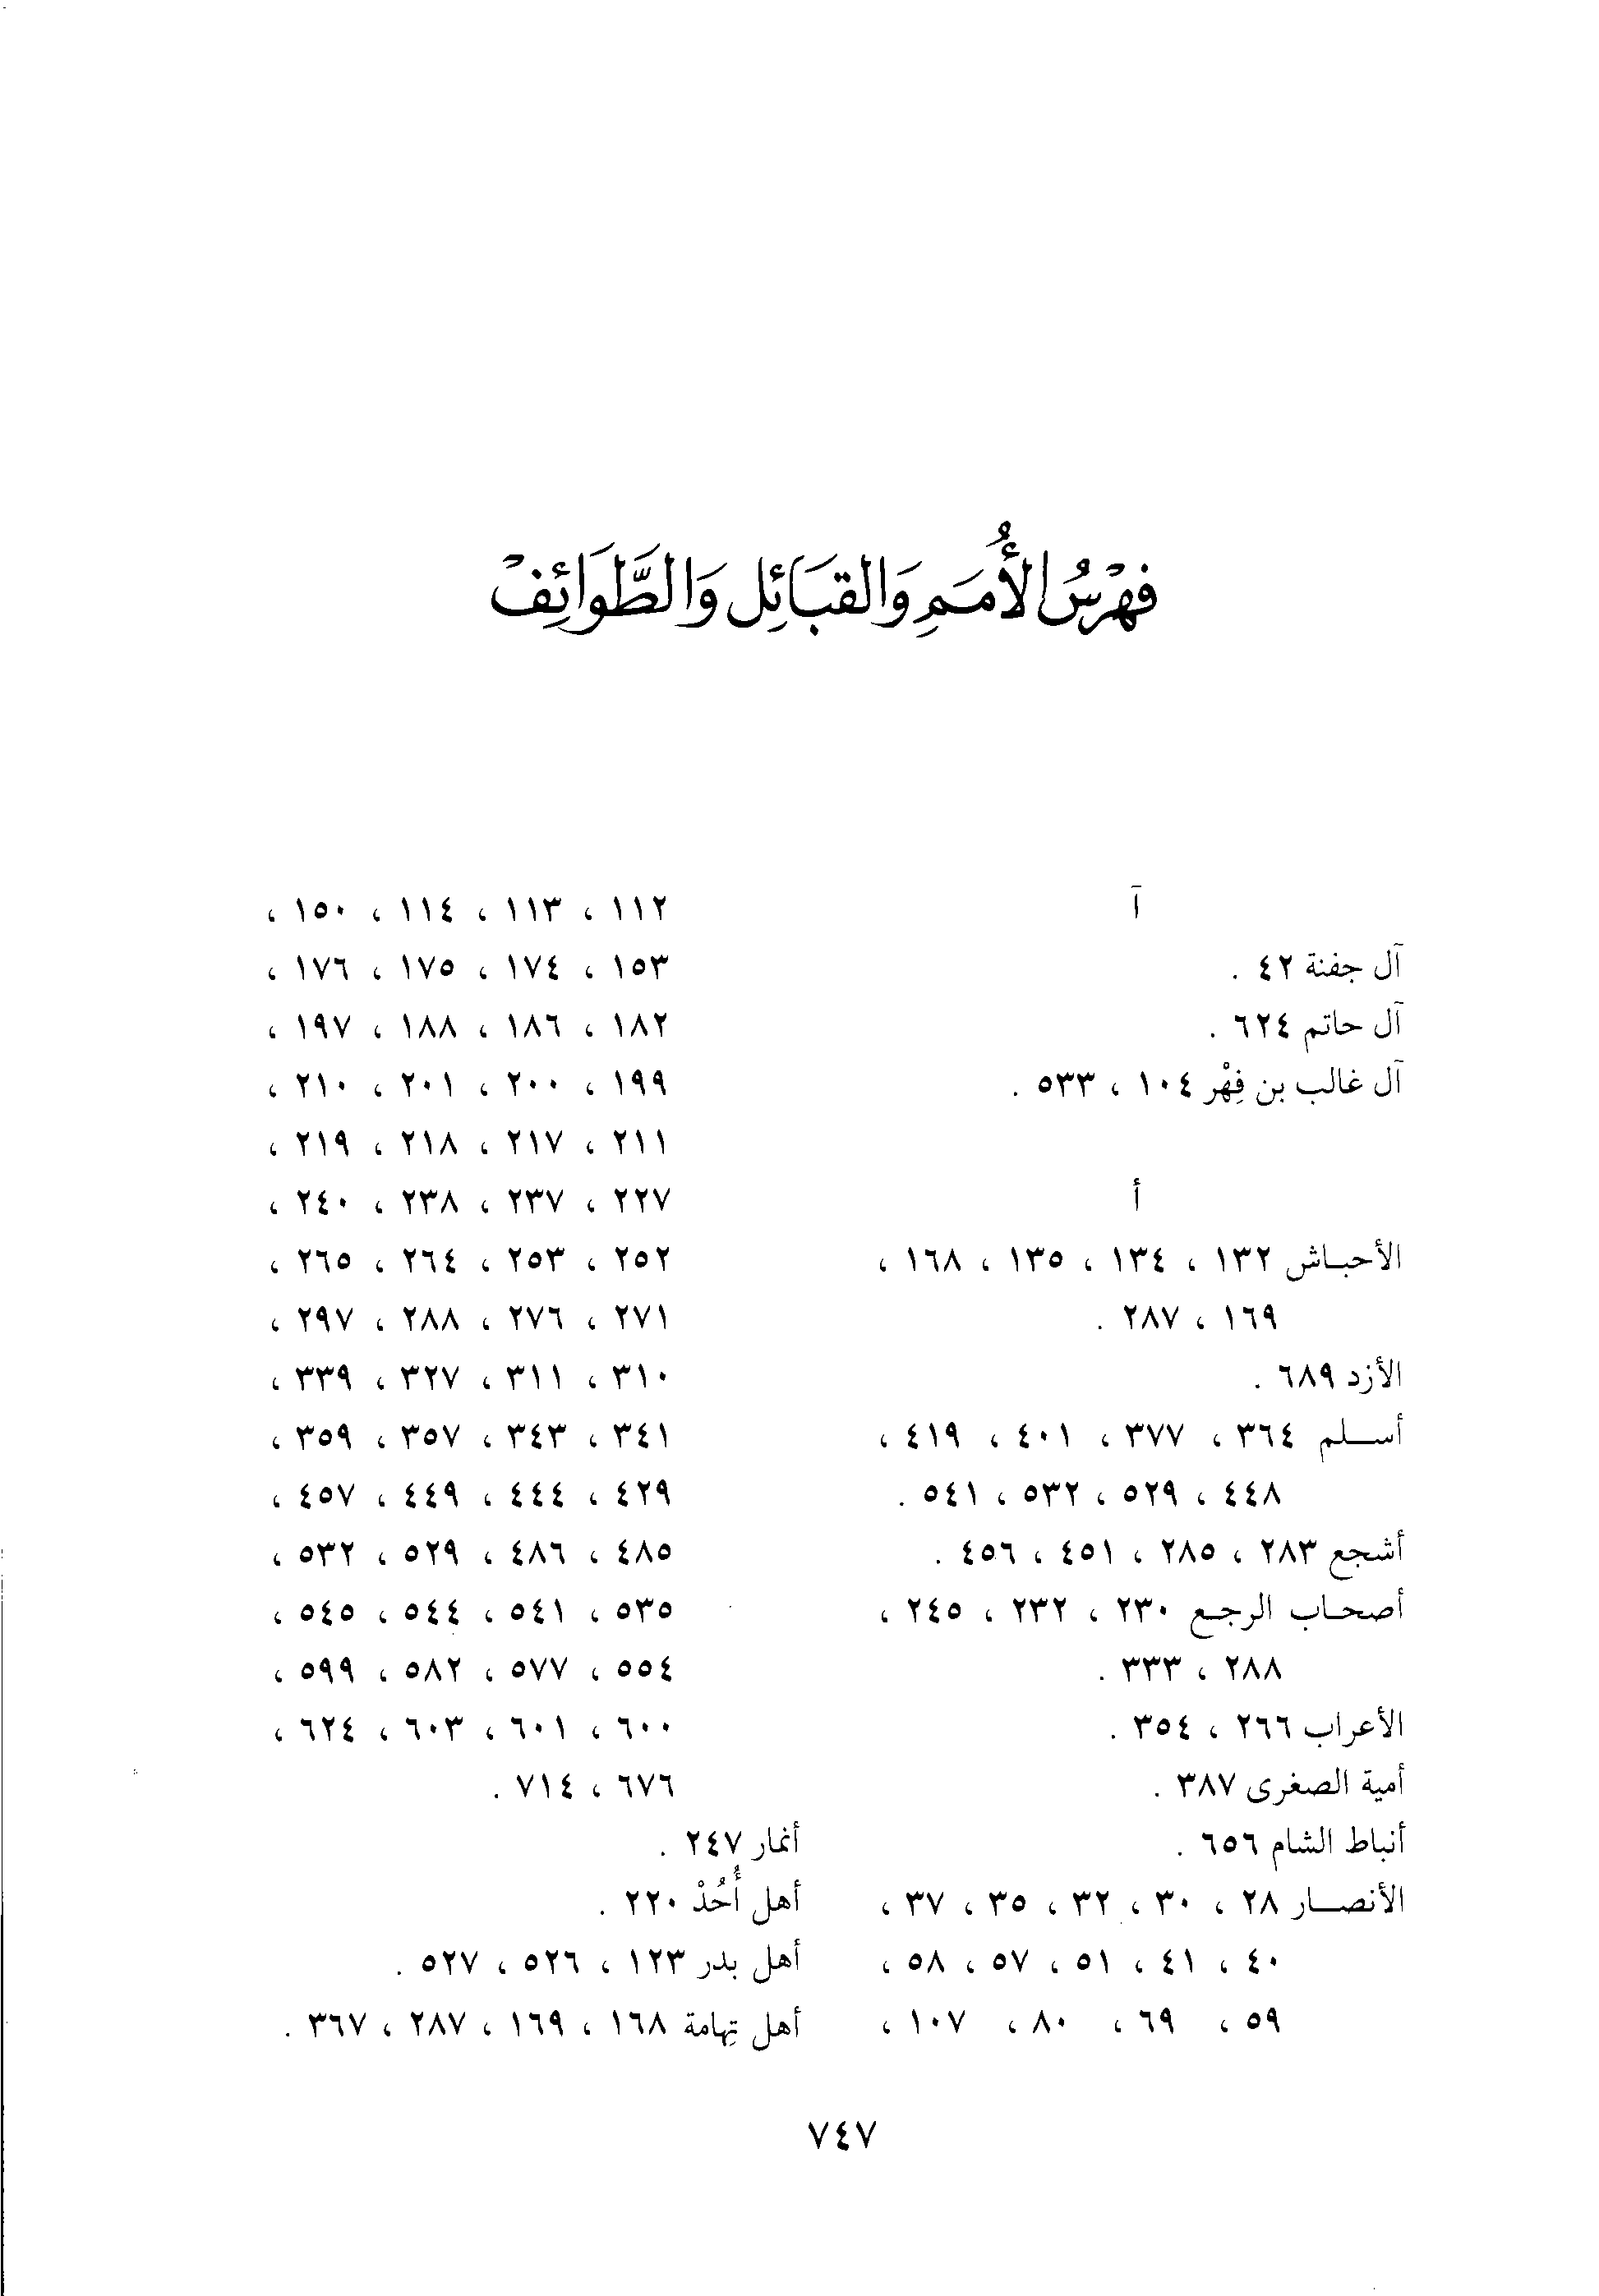 فِهْرِسُ الأُمَمِ وَالقَبَائِل وَالطَّوَائِفْ
آ
آل جفنة ٤٢ .
آل حاتم ٦٢٤ .
آل غالب بن فِهْر ١٠٤ ، ٥٣٣ .
أ
الأحباش ١٣٢ ، ١٣٤ ، ١٣٥ ، ١٦٨ ،
١٦٩ ، ٢٨٧ .
الأزد ٦٨٩ .
أسلم ٣٦٤ ، ٣٧٧ ، ٤٠١ ، ٤١٩ ،
٤٤٨ ، ٥٢٩ ، ٥٣٢ ، ٥٤١ .
أشجع ٢٨٣ ، ٢٨٥ ، ٤٥١ ، ٤٥٦ .
أصحاب الرجع ٢٣٠ ، ٢٣٢ ، ٢٤٥ ،
٢٨٨ ، ٣٣٣ .
الأعراب ٢٦٦ ، ٣٥٤ .
أمية الصغرى ٣٨٧ .
أنباط الشام ٦٥٦ .
الأنصار ٢٨ ، ٣٠ ، ٣٢ ، ٣٥ ، ٣٧ ،
٤٠ ، ٤١ ، ٥١ ، ٥٧ ، ٥٨ ،
٥٩ ، ٦٩ ، ٨٠ ، ١٠٧ ،
١١٢ ، ١١٣ ، ١١٤ ، ١٥٠ ،
١٥٣ ، ١٧٤ ، ١٧٥ ، ١٧٦ ،
١٨٢ ، ١٨٦ ، ١٨٨ ، ١٩٧ ،
١٩٩ ، ٢٠٠ ، ٢٠١ ، ٢١٠ ،
٢١١ ، ٢١٧ ، ٢١٨ ، ٢١٩ ،
٢٢٧ ، ٢٣٧ ، ٢٣٨ ، ٢٤٠ ،
٢٥٢ ، ٢٥٣ ، ٢٦٤ ، ٢٦٥ ،
٢٧١ ، ٢٧٦ ، ٢٨٨ ، ٢٩٧ ،
٣١٠ ، ٣١١ ، ٣٢٧ ، ٣٣٩ ،
٣٤١ ، ٣٤٣ ، ٣٥٧ ، ٣٥٩ ،
٤٢٩ ، ٤٤٤ ، ٤٤٩ ، ٤٥٧ ،
٤٨٥ ، ٤٨٦ ، ٥٢٩ ، ٥٣٢ ،
٥٣٥ ، ٥٤١ ، ٥٤٤ ، ٥٤٥ ،
٥٥٤ ، ٥٧٧ ، ٥٨٢ ، ٥٩٩ ،
٦٠٠ ، ٦٠١ ، ٦٠٣ ، ٦٢٤ ،
٦٧٦ ، ٧١٤ .
أنمار ٢٤٧ .
أهل أُحُدْ ٢٢٠ .
أهل بدر ١٢٣ ، ٥٢٦ ، ٥٢٧ .
أهل تِهامة ١٦٨ ، ١٦٩ ، ٢٨٧ ، ٣٦٧ .
٧٤٧